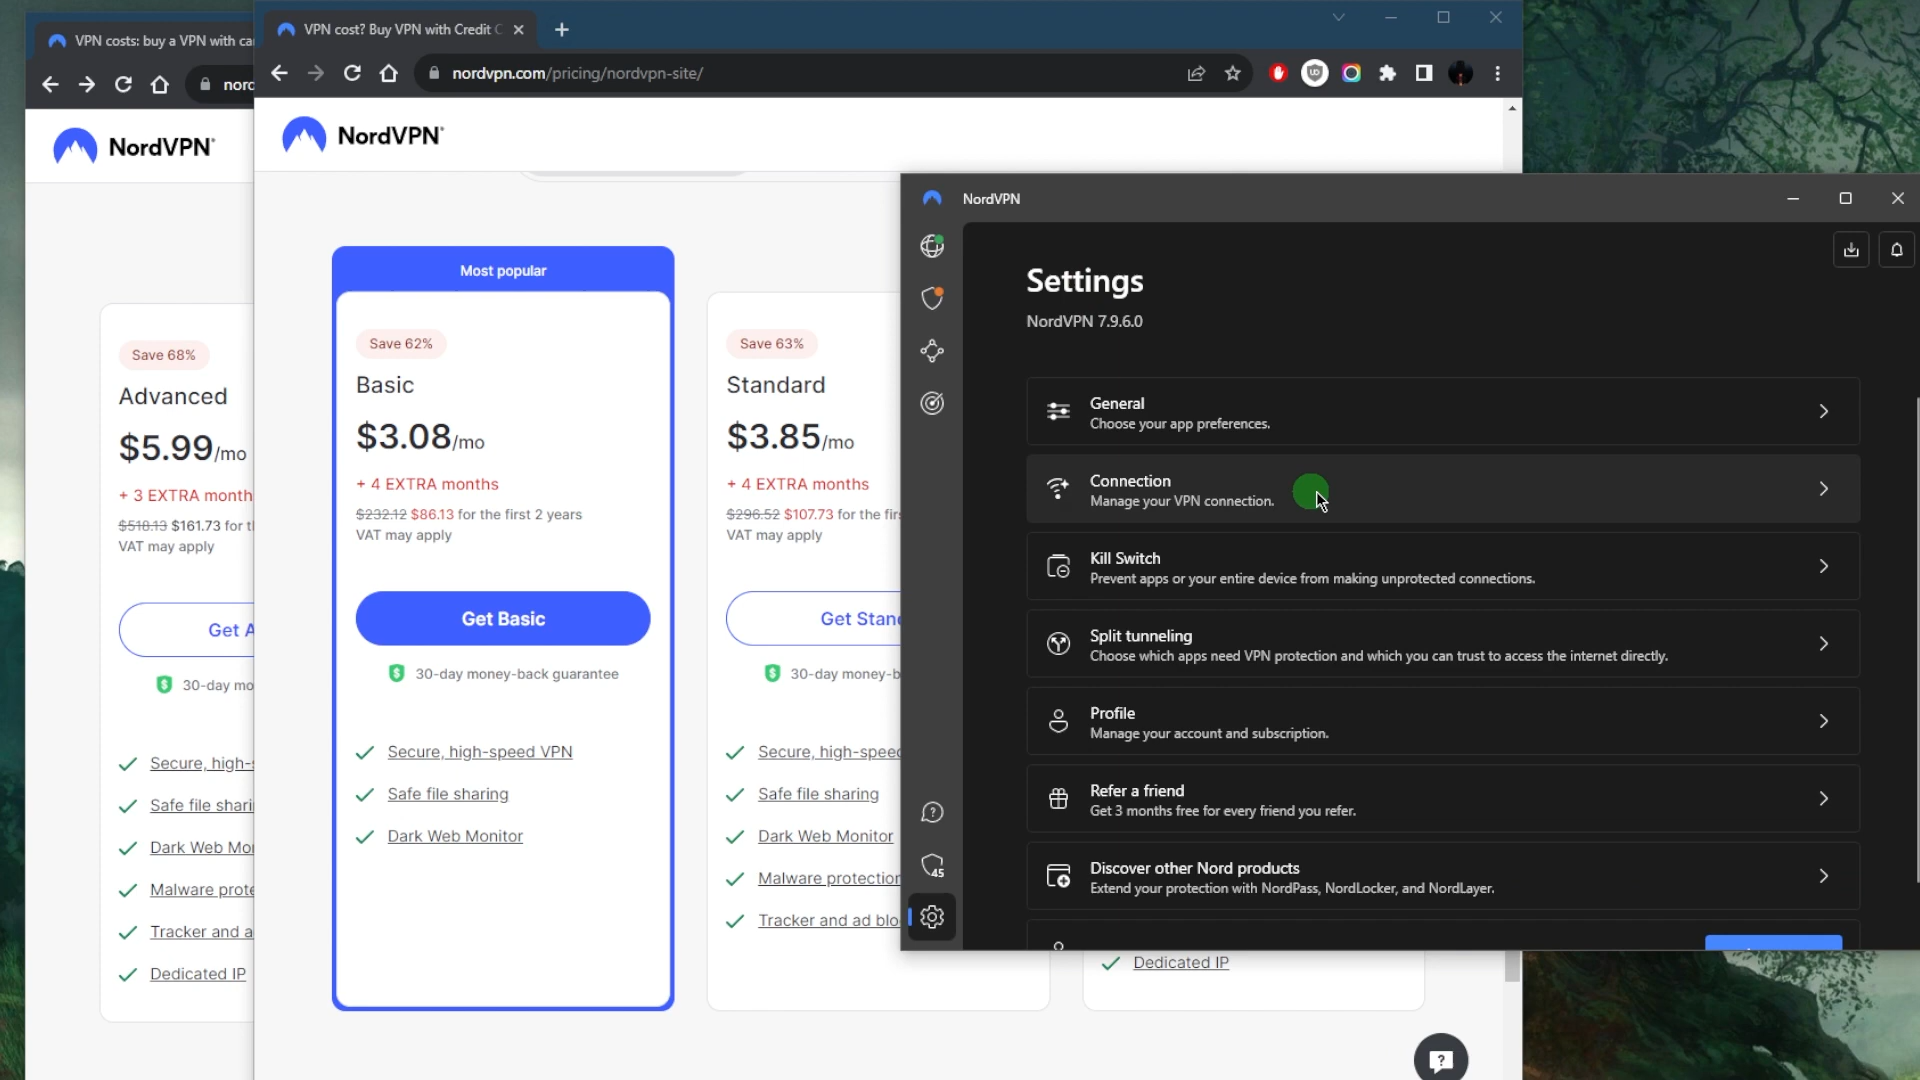 VPN costs: buy a VPN with ca
nord
NordVPN®
Save 68%
Advanced
$5.99/mo
+ 3 EXTRA month
$518.13 $161.73 for t
VAT may apply
Get A
30-day mo
Secure, high-s
Safe file shari
Dark Web Mo
Malware prote
Tracker and a
Dedicated IP
VPN cost? Buy VPN with Credit C
nordvpn.com/pricing/nordvpn-site/
NordVPN®
Most popular
Save 62%
Basic
$3.08/mo
+ 4 EXTRA months
$232.12 $86.13 for the first 2 years
VAT may apply
Get Basic
30-day money-back guarantee
Secure, high-speed VPN
Safe file sharing
Dark Web Monitor
Save 63%
Standard
$3.85/mo
+ 4 EXTRA months
$296.52 $107.73 for the firs
VAT may apply
Get Stan
30-day money-b
Secure, high-speed
Safe file sharing
Dark Web Monitor
Malware protection
Tracker and ad blo
Dedicated IP
NordVPN
Settings
NordVPN 7.9.6.0
General
Choose your app preferences.
Connection
Manage your VPN connection.
Kill Switch
Prevent apps or your entire device from making unprotected connections.
Split tunneling
Choose which apps need VPN protection and which you can trust to access the internet directly.
Profile
Manage your account and subscription.
Refer a friend
Get 3 months free for every friend you refer.
Discover other Nord products
Extend your protection with NordPass, NordLocker, and NordLayer.
45